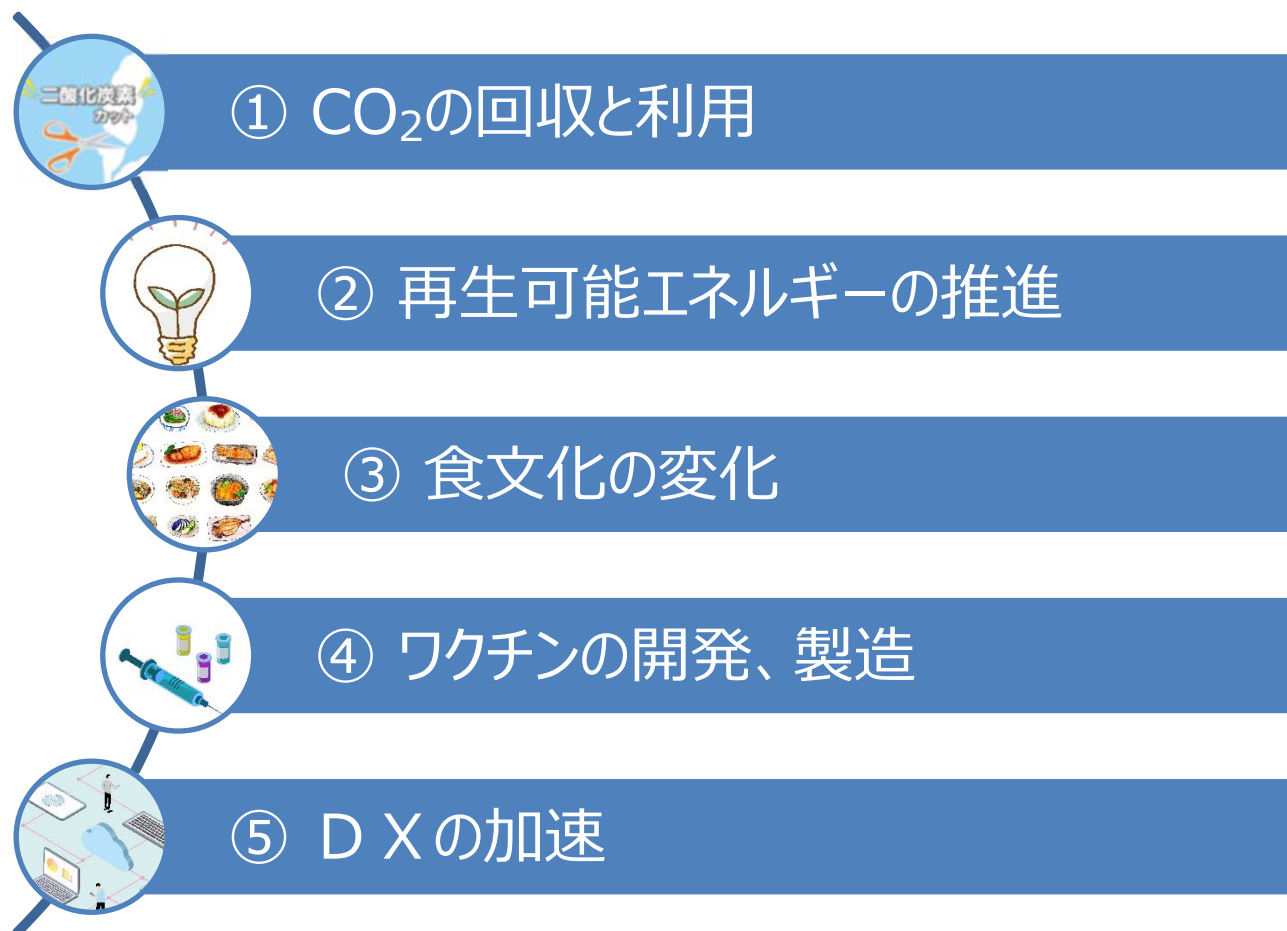 二酸化炭素
カット
① CO₂の回収と利用
② 再生可能エネルギーの推進
③ 食文化の変化
④ ワクチンの開発、製造
⑤ ＤＸの加速